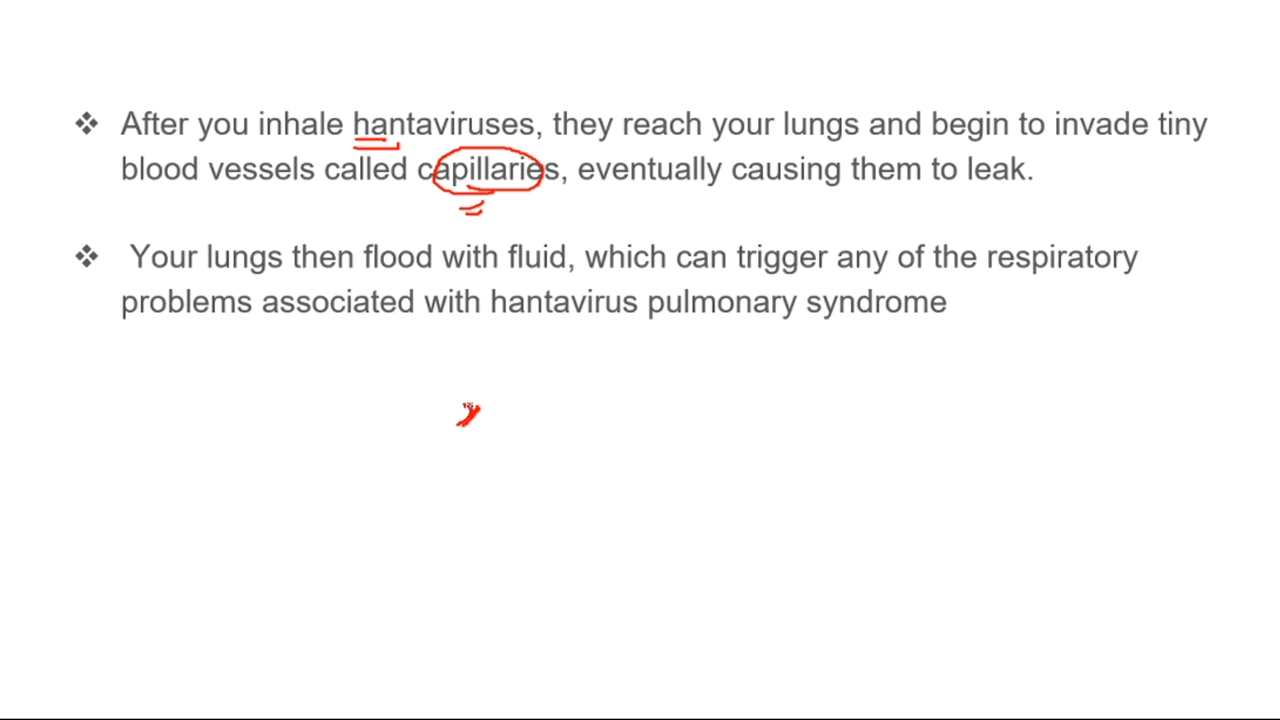 ❖ After you inhale hantaviruses, they reach your lungs and begin to invade tiny
blood vessels called capillaries, eventually causing them to leak.
❖ Your lungs then flood with fluid, which can trigger any of the respiratory
problems associated with hantavirus pulmonary syndrome